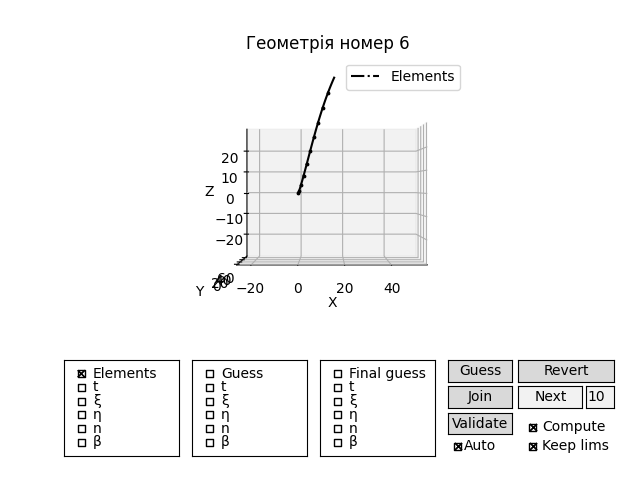 Геометрія номер 6
Elements
20
10
0
−10
−20
Z
Y
−20
0
20
40
X
Elements
t
ξ
η
n
β
Guess
t
ξ
η
n
β
Final guess
t
ξ
η
n
β
Guess
Revert
Join
Next
10
Validate
Compute
Auto
Keep lims